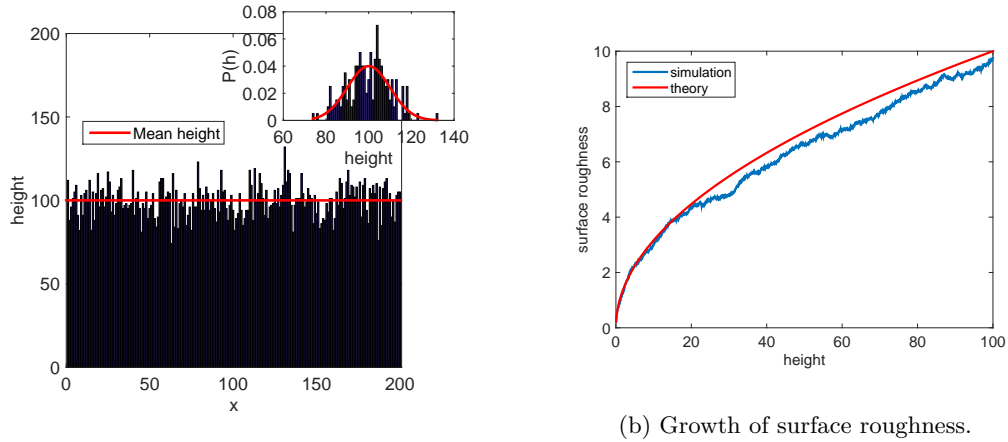 200
150
100
50
0
height
0 50 100 150 200
x
Mean height
0.08
0.06
0.04
0.02
0
P(h)
60 80 100 120 140
height
10
8
6
4
2
0
surface roughness
simulation
theory
0 20 40 60 80 100
height
(b) Growth of surface roughness.